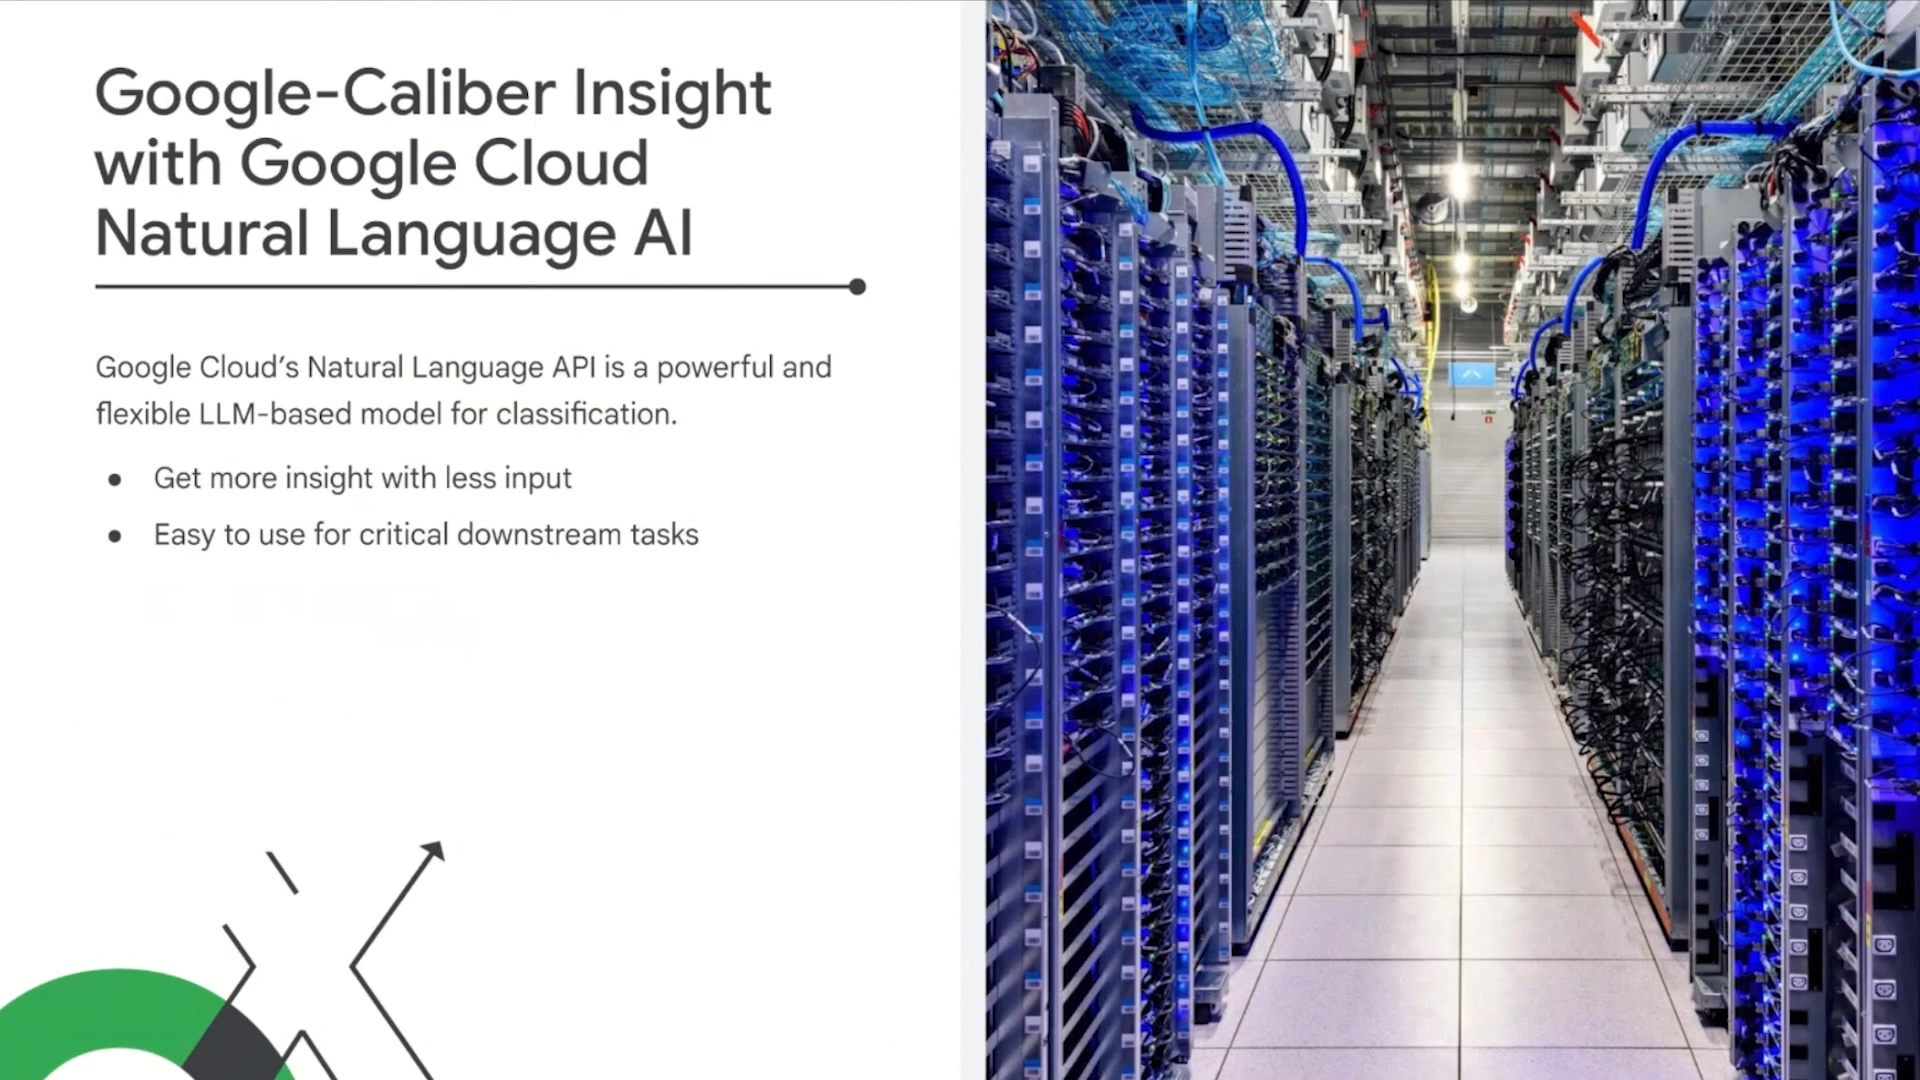 Google-Caliber Insight
with Google Cloud
Natural Language AI
Google Cloud’s Natural Language API is a powerful and
flexible LLM-based model for classification.
● Get more insight with less input
● Easy to use for critical downstream tasks